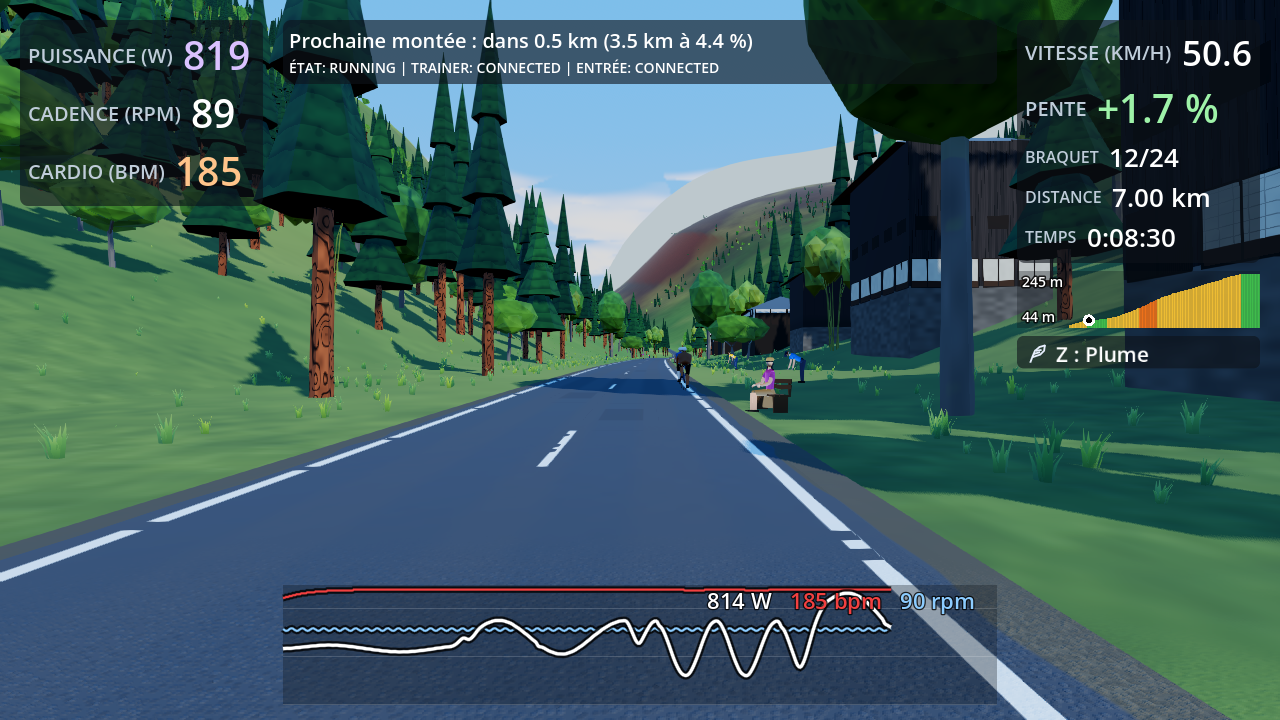 PUISSANCE (W) 819
CADENCE (RPM) 89
CARDIO (BPM) 185
Prochaine montée : dans 0.5 km (3.5 km à 4.4 %)
ÉTAT: RUNNING | TRAINER: CONNECTED | ENTRÉE: CONNECTED
VITESSE (KM/H) 50.6
PENTE +1.7 %
BRAQUET 12/24
DISTANCE 7.00 km
TEMPS 0:08:30
245 m
44 m
Z : Plume
814 W 185 bpm 90 rpm